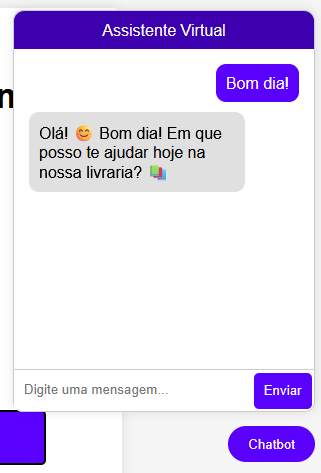 Assistente Virtual
Bom dia!
Olá! 😊 Bom dia! Em que
posso te ajudar hoje na
nossa livraria? 📚
Digite uma mensagem...
Enviar
Chatbot